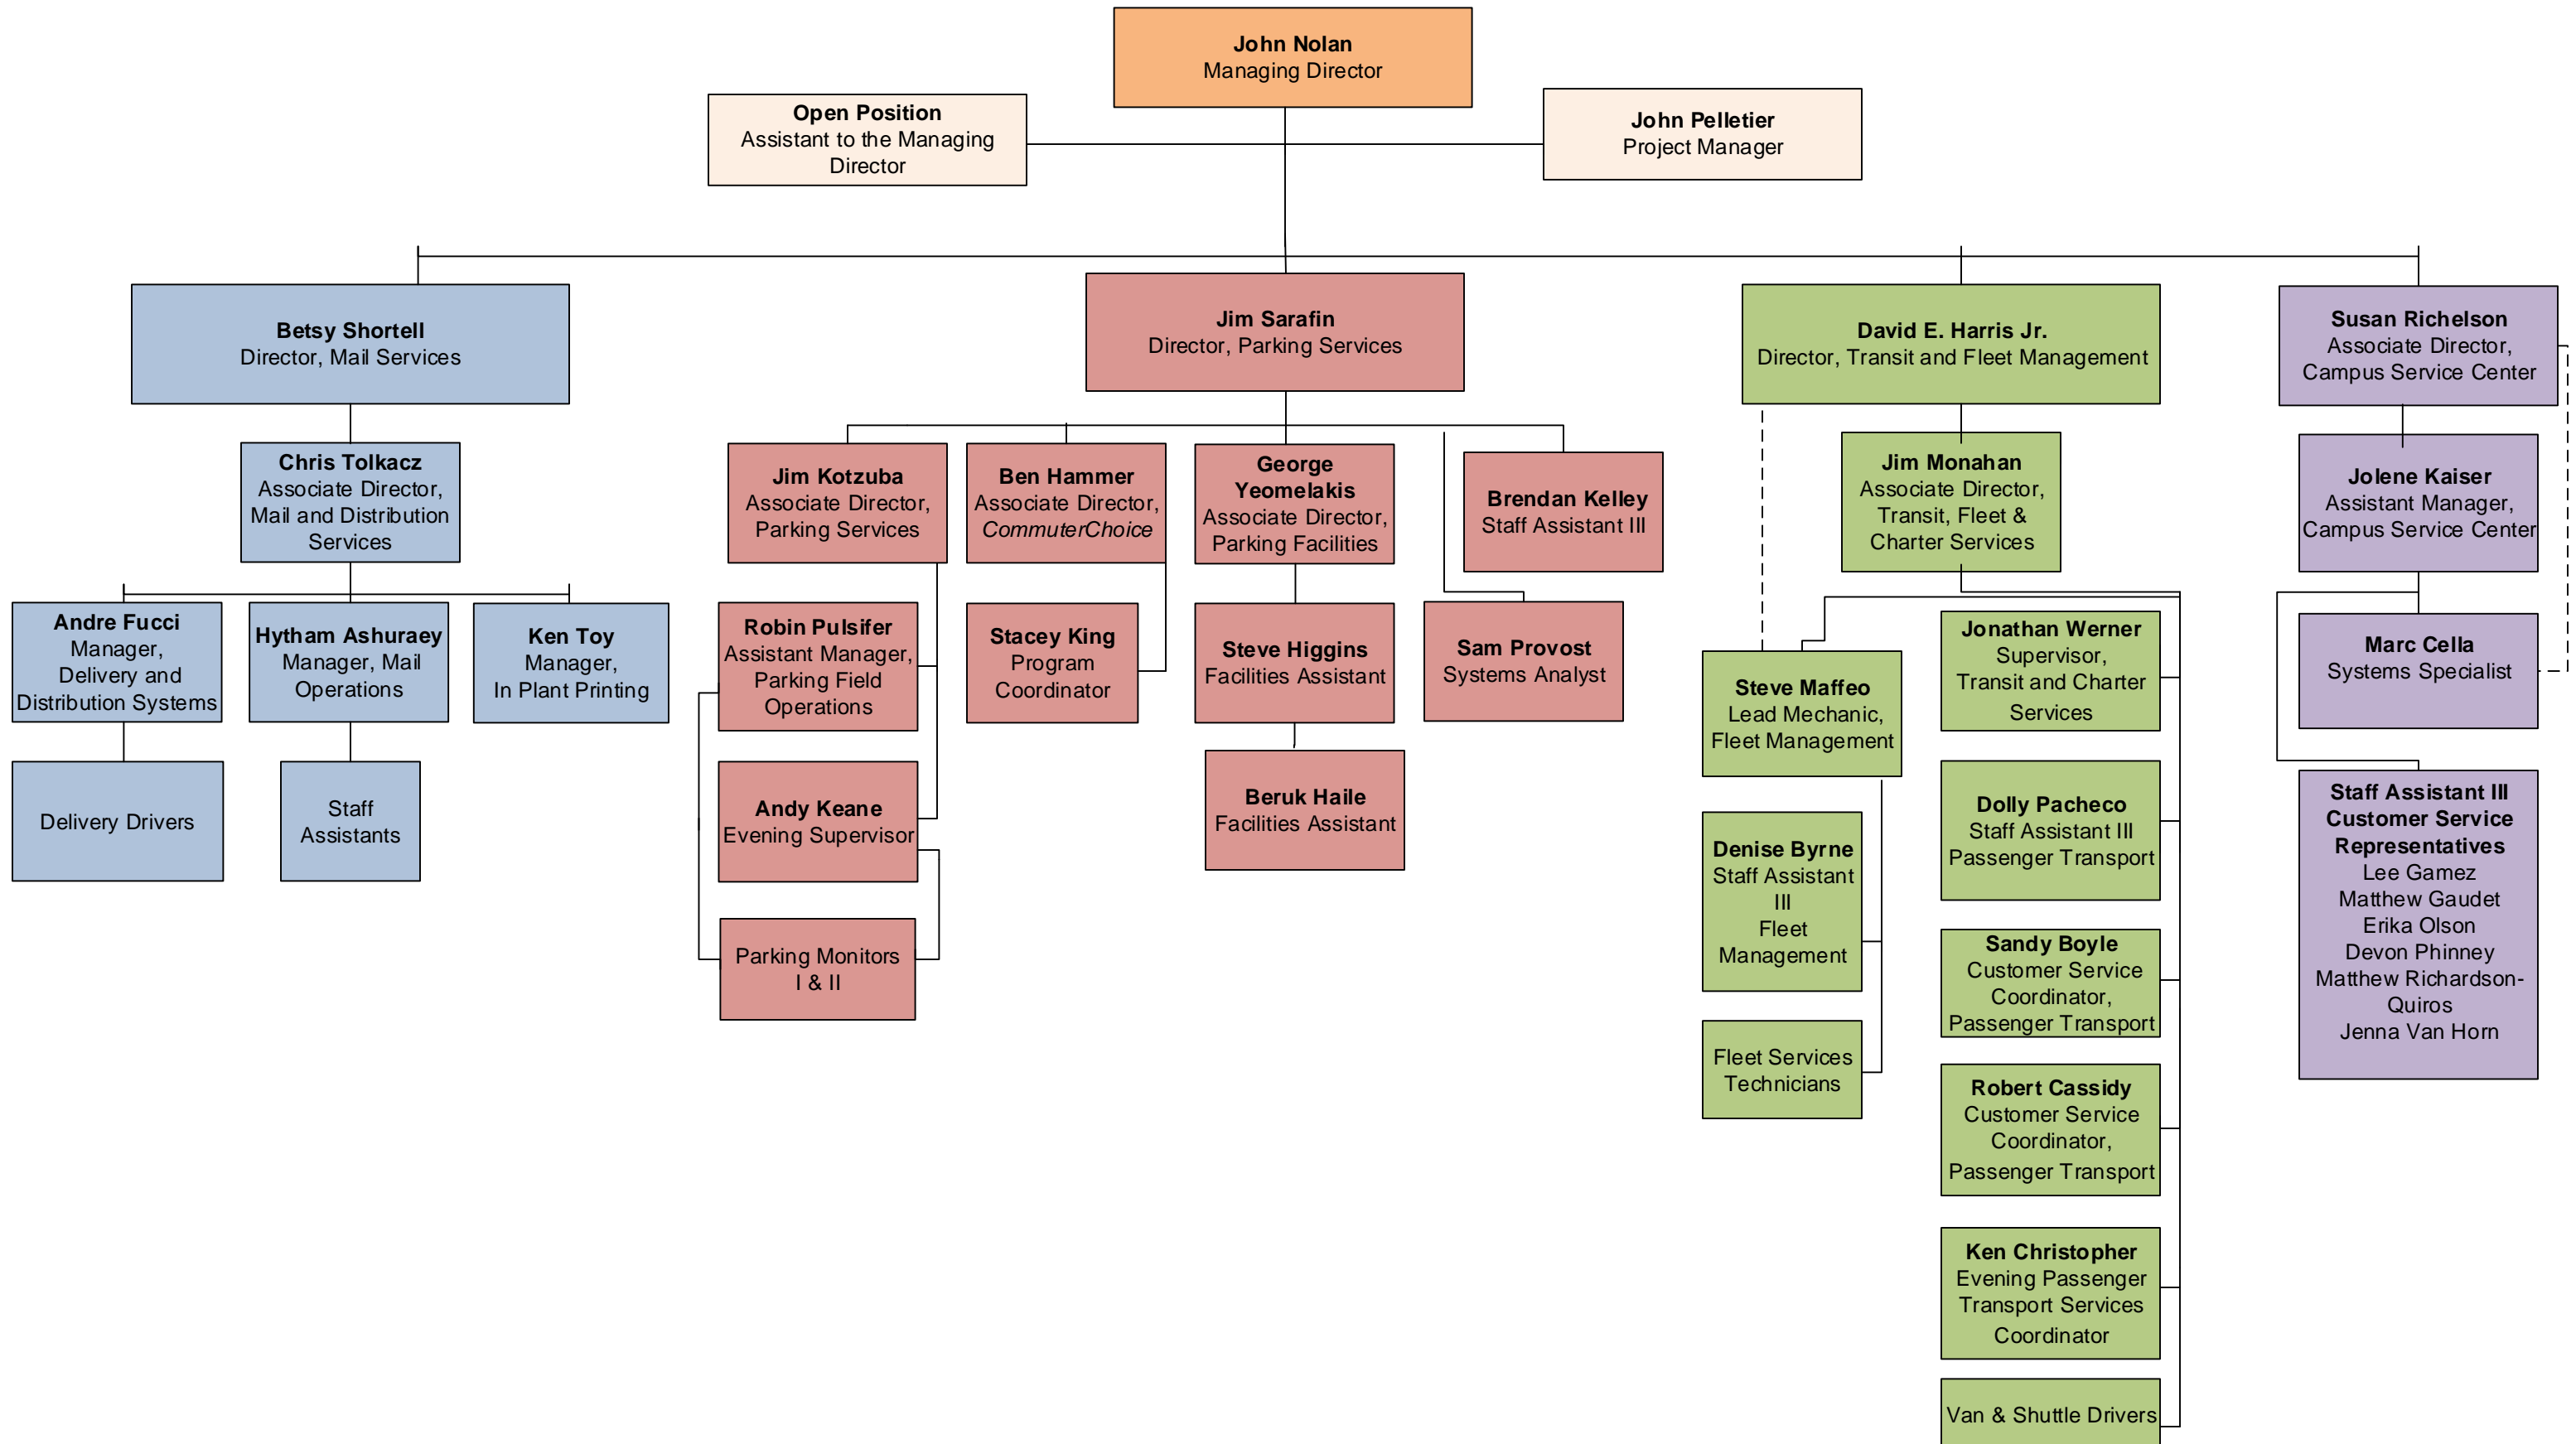 John Nolan
Managing Director
Open Position
Assistant to the Managing
Director
John Pelletier
Project Manager
Betsy Shortell
Director, Mail Services
Jim Sarafin
Director, Parking Services
David E. Harris Jr.
Director, Transit and Fleet Management
Susan Richelson
Associate Director,
Campus Service Center
Chris Tolkacz
Associate Director,
Mail and Distribution
Services
Jim Kotzuba
Associate Director,
Parking Services
Ben Hammer
Associate Director,
CommuterChoice
George
Yeomelakis
Associate Director,
Parking Facilities
Brendan Kelley
Staff Assistant III
Jim Monahan
Associate Director,
Transit, Fleet &
Charter Services
Jolene Kaiser
Assistant Manager,
Campus Service Center
Andre Fucci
Manager,
Delivery and
Distribution Systems
Hytham Ashuraey
Manager, Mail
Operations
Ken Toy
Manager,
In Plant Printing
Robin Pulsifer
Assistant Manager,
Parking Field
Operations
Stacey King
Program
Coordinator
Steve Higgins
Facilities Assistant
Sam Provost
Systems Analyst
Steve Maffeo
Lead Mechanic,
Fleet Management
Jonathan Werner
Supervisor,
Transit and Charter
Services
Marc Cella
Systems Specialist
Delivery Drivers
Staff
Assistants
Andy Keane
Evening Supervisor
Beruk Haile
Facilities Assistant
Denise Byrne
Staff Assistant
III
Fleet
Management
Dolly Pacheco
Staff Assistant III
Passenger Transport
Staff Assistant III
Customer Service
Representatives
Lee Gamez
Matthew Gaudet
Erika Olson
Devon Phinney
Matthew Richardson-
Quiros
Jenna Van Horn
Parking Monitors
I & II
Sandy Boyle
Customer Service
Coordinator,
Passenger Transport
Fleet Services
Technicians
Robert Cassidy
Customer Service
Coordinator,
Passenger Transport
Ken Christopher
Evening Passenger
Transport Services
Coordinator
Van & Shuttle Drivers